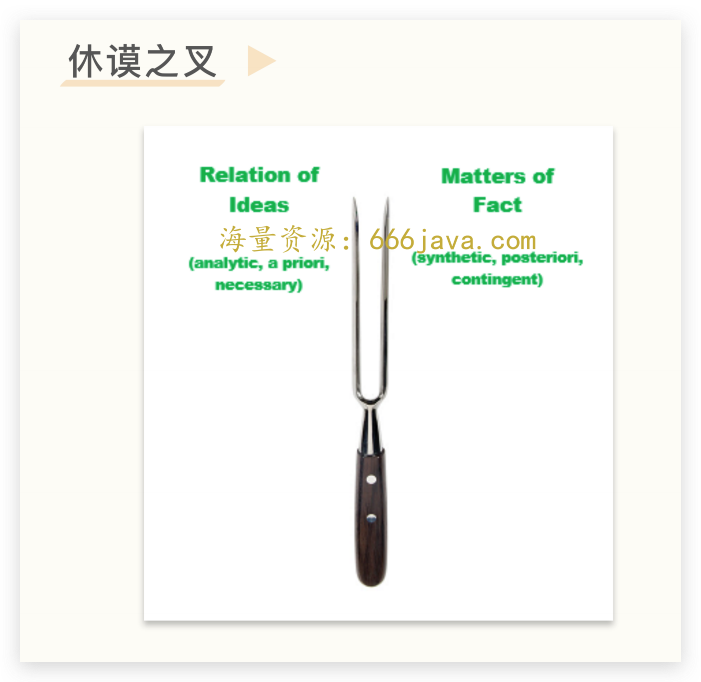 休谟之叉
Relation of
Ideas
(analytic, a priori,
necessary)
Matters of
Fact
(synthetic, posteriori,
contingent)
海量资源：666java.com